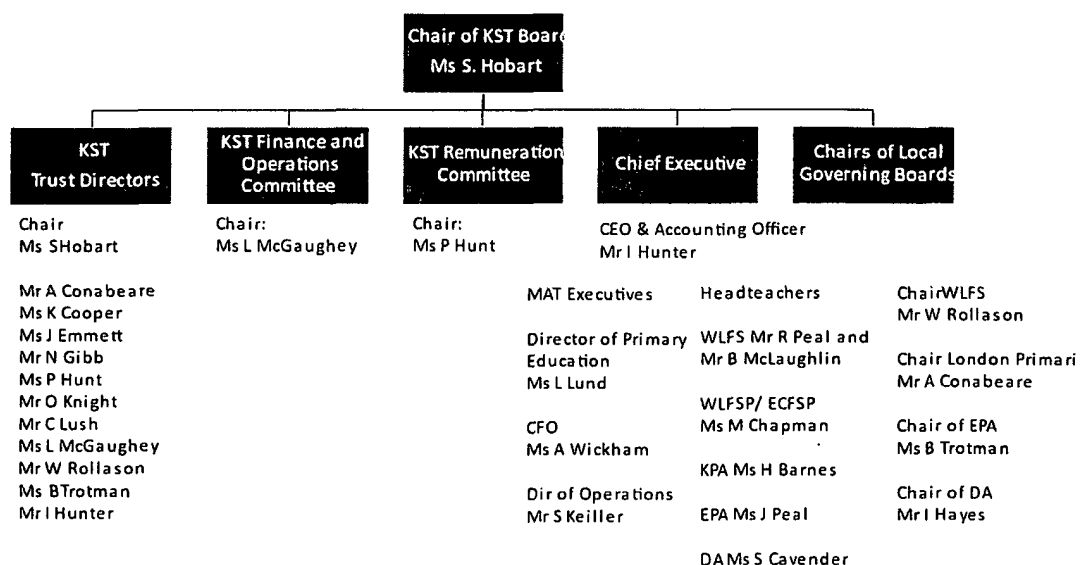 Chair of KST Board
Ms S. Hobart
KST
Trust Directors
KST Finance and
Operations
Committee
KST Remuneration
Committee
Chief Executive
Chairs of Local
Governing Boards
Chair
Ms SHobart
Mr A Conabeare
Ms K Cooper
Ms J Emmett
Mr N Gibb
Ms P Hunt
Mr O Knight
Mr C Lush
Ms L McGaughey
Mr W Rollason
Ms BTrotman
Mr I Hunter
Chair:
Ms L McGaughey
Chair:
Ms P Hunt
CEO & Accounting Officer
Mr I Hunter
MAT Executives
Director of Primary
Education
Ms L Lund
CFO
Ms A Wickham
Dir of Operations
Mr S Keiller
Headteachers
WLFS Mr R Peal and
Mr B McLaughlin
WLFSP/ ECFSP
Ms M Chapman
KPA Ms H Barnes
EPA Ms J Peal
DAMs S Cavender
ChairWLFS
Mr W Rollason
Chair London Primari
Mr A Conabeare
Chair of EPA
Ms B Trotman
Chair of DA
Mr I Hayes